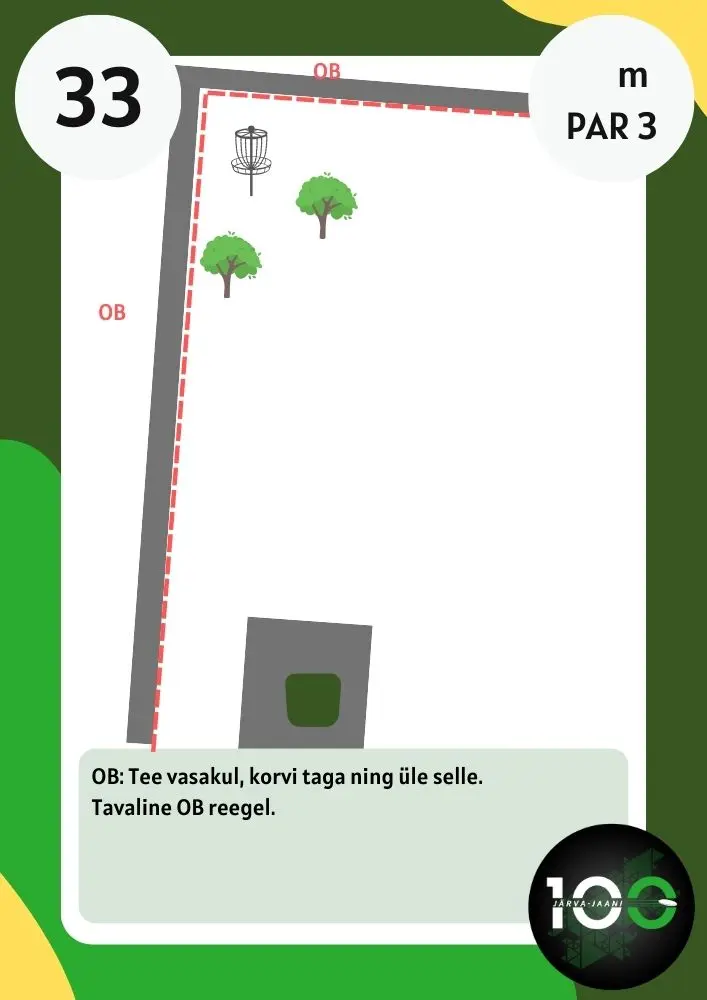 33
OB
m
PAR 3
OB
OB: Tee vasakul, korvi taga ning üle selle.
Tavaline OB reegel.
100
JÄRVA-JAANI